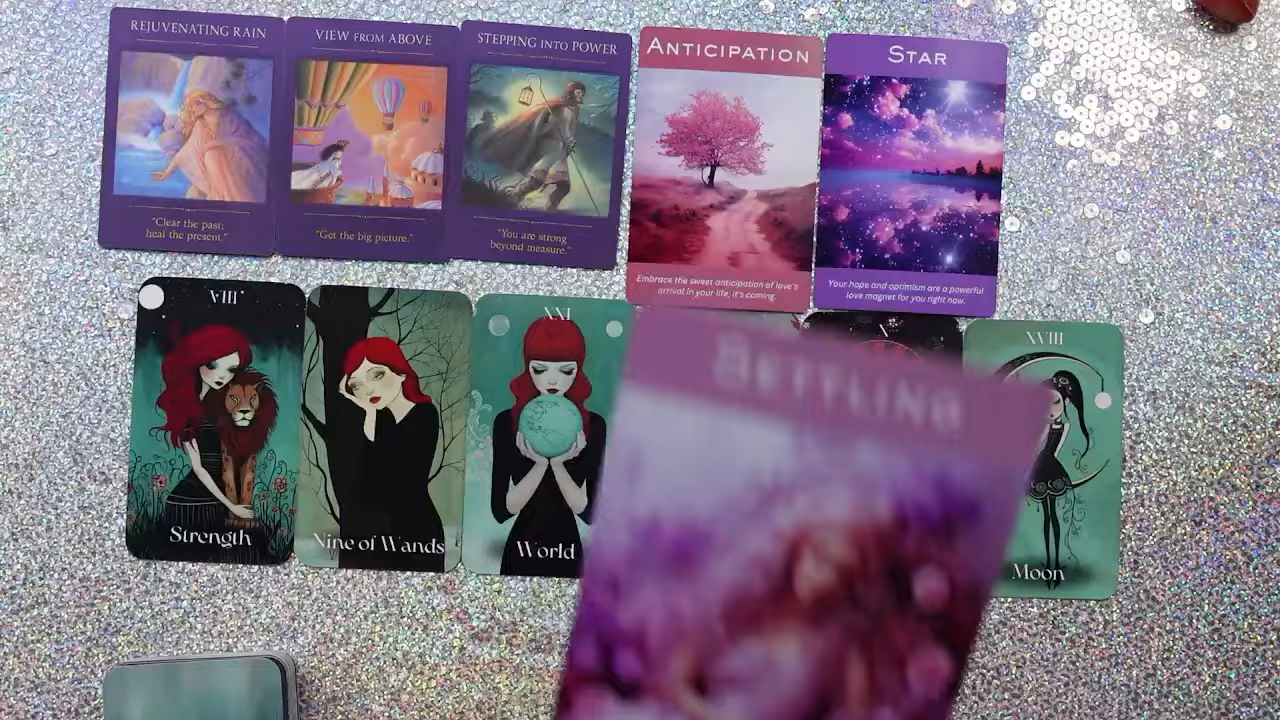 REJUVENATING RAIN
"Clear the past;
heal the present."
VIEW FROM ABOVE
"Get the big picture."
STEPPING INTO POWER
"You are strong
beyond measure."
ANTICIPATION
Embrace the sweet anticipation of love's
arrival in your life, it's coming.
STAR
Your hope and optimism are a powerful
love magnet for you right now.
VIII
Strength
Nine of Wands
XXI
World
X
XVIII
Moon